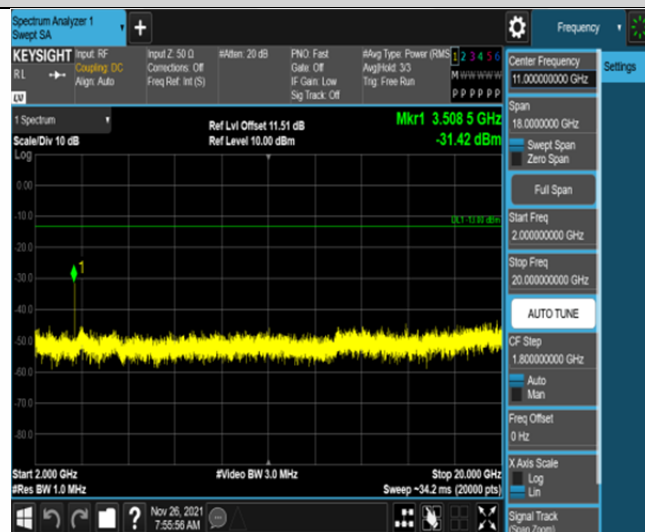 Spectrum Analyzer 1
Swept SA
+
Frequency
KEYSIGHT Input: RF
R L
Coupling: DC
Align: Auto
LXI
Input Z: 50 Ω
Corrections: Off
Freq Ref: Int (S)
#Atten: 20 dB
PNO: Fast
Gate: Off
IF Gain: Low
Sig Track: Off
#Avg Type: Power (RMS
Avg|Hold: 3/3
Trig: Free Run
1 2 3 4 5 6
M W W W W W
P P P P P P
1 Spectrum
Scale/Div 10 dB
Ref Lvl Offset 11.51 dB
Ref Level 10.00 dBm
Mkr1 3.508 5 GHz
-31.42 dBm
Log
0.00
-10.0
DL1 -13.00 dBm
-20.0
1
-30.0
-40.0
-50.0
-60.0
-70.0
-80.0
Start 2.000 GHz
#Res BW 1.0 MHz
#Video BW 3.0 MHz
Stop 20.000 GHz
Sweep ~34.2 ms (20000 pts)
?
Nov 26, 2021
7:55:56 AM
Center Frequency
11.000000000 GHz
Settings
Span
18.0000000 GHz
Swept Span
Zero Span
Full Span
Start Freq
2.000000000 GHz
Stop Freq
20.000000000 GHz
AUTO TUNE
CF Step
1.800000000 GHz
Auto
Man
Freq Offset
0 Hz
X Axis Scale
Log
Lin
Signal Track
(Span Zoom)